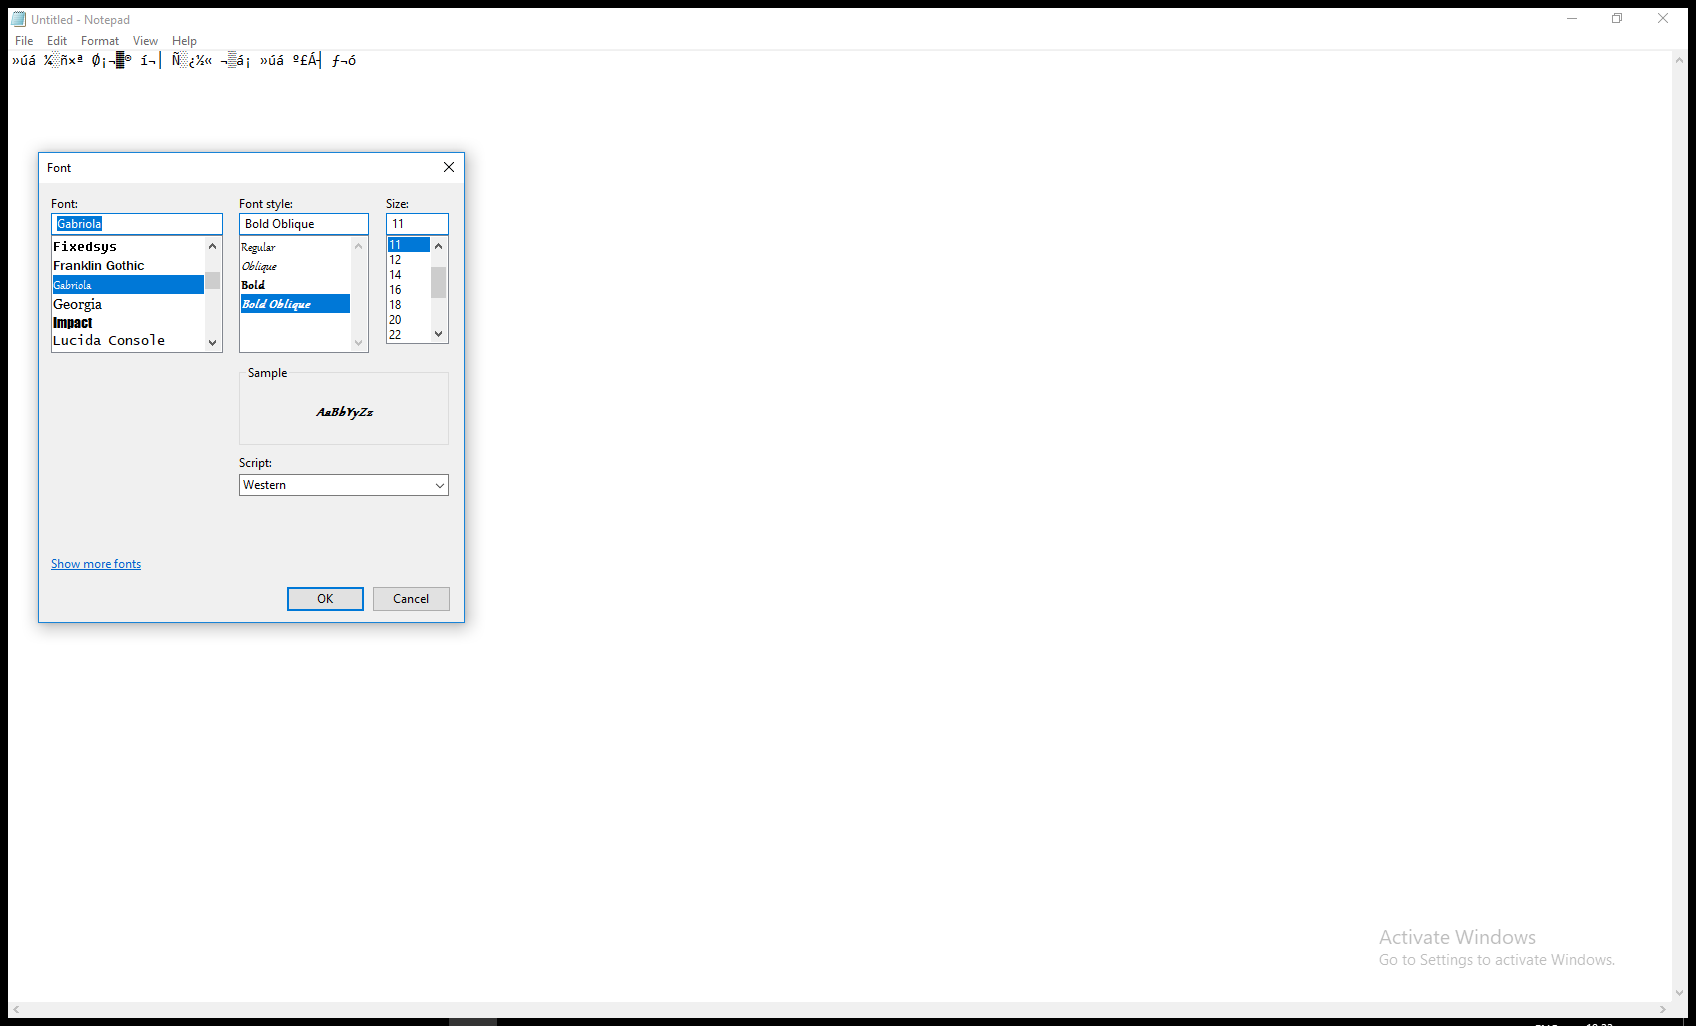 Untitled - Notepad
File Edit Format View Help
»úá ¼░ñ×ª Ø¡¬▓® í¬│ Ñ░¿½« ¬▒á¡ »úá º£Á┤ ƒ¬ó
Font
Font: Font style: Size:
Gabriola Bold Oblique 11
Fixedsys
Franklin Gothic
Gabriola
Georgia
Impact
Lucida Console
Regular
Oblique
Bold
Bold Oblique
11
12
14
16
18
20
22
Sample
AaBbYyZz
Script:
Western
Show more fonts
OK Cancel
Activate Windows
Go to Settings to activate Windows.